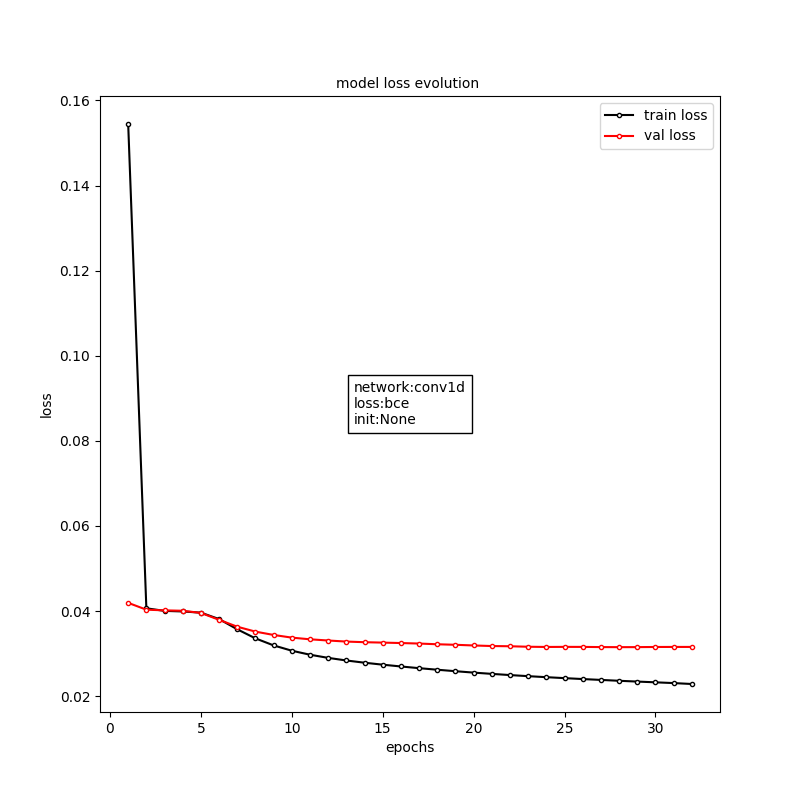 model loss evolution
train loss
val loss
0.16
0.14
0.12
0.10
0.08
0.06
0.04
0.02
loss
network:conv1d
loss:bce
init:None
0 5 10 15 20 25 30
epochs